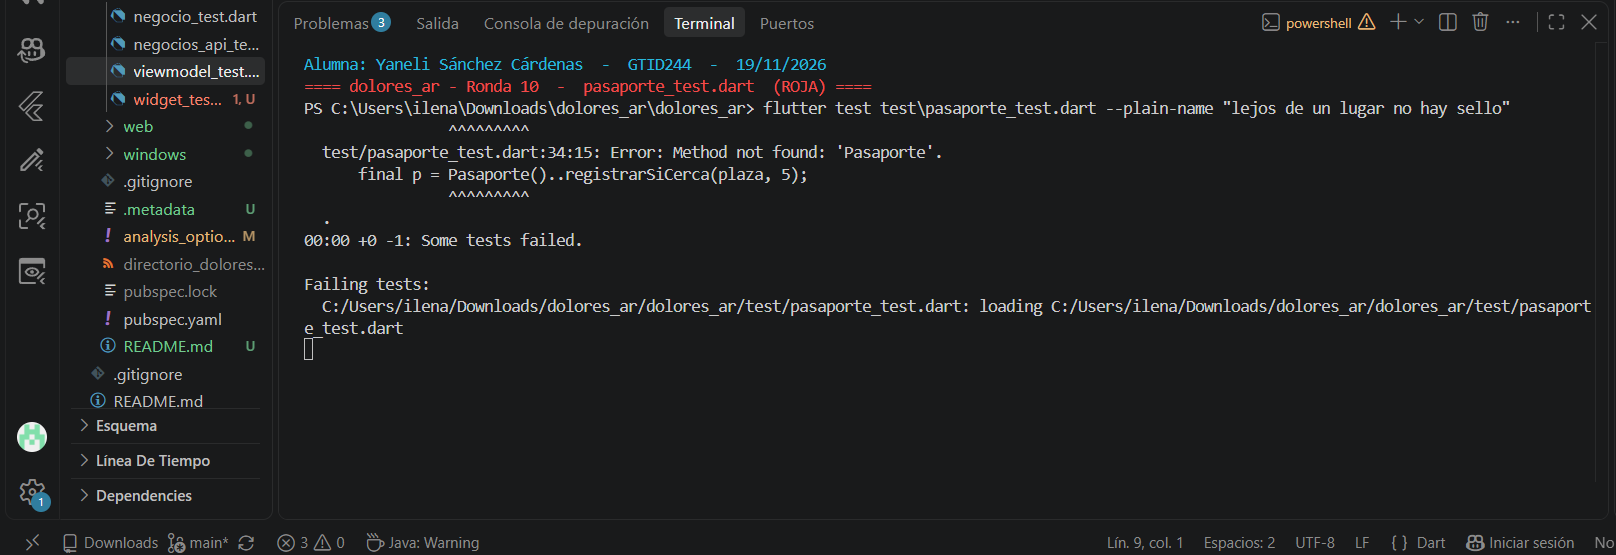 negocio_test.dart
negocios_api_te...
viewmodel_test....
widget_tes... 1, U
web
windows
.gitignore
.metadata U
analysis_optio... M
directorio_dolores...
pubspec.lock
pubspec.yaml
README.md U
.gitignore
README.md
Esquema
Línea De Tiempo
Dependencies
1
Problemas 3 Salida Consola de depuración Terminal Puertos
powershell
Alumna: Yaneli Sánchez Cárdenas - GTID244 - 19/11/2026
==== dolores_ar - Ronda 10 - pasaporte_test.dart (ROJA) ====
PS C:\Users\ilena\Downloads\dolores_ar\dolores_ar> flutter test test\pasaporte_test.dart --plain-name "lejos de un lugar no hay sello"
^^^^^^^^^
test/pasaporte_test.dart:34:15: Error: Method not found: 'Pasaporte'.
final p = Pasaporte()..registrarSiCerca(plaza, 5);
^^^^^^^^^
.
00:00 +0 -1: Some tests failed.
Failing tests:
C:/Users/ilena/Downloads/dolores_ar/dolores_ar/test/pasaporte_test.dart: loading C:/Users/ilena/Downloads/dolores_ar/dolores_ar/test/pasaport
e_test.dart
Downloads main* 3 0 Java: Warning Lín. 9, col. 1 Espacios: 2 UTF-8 LF { } Dart Iniciar sesión No